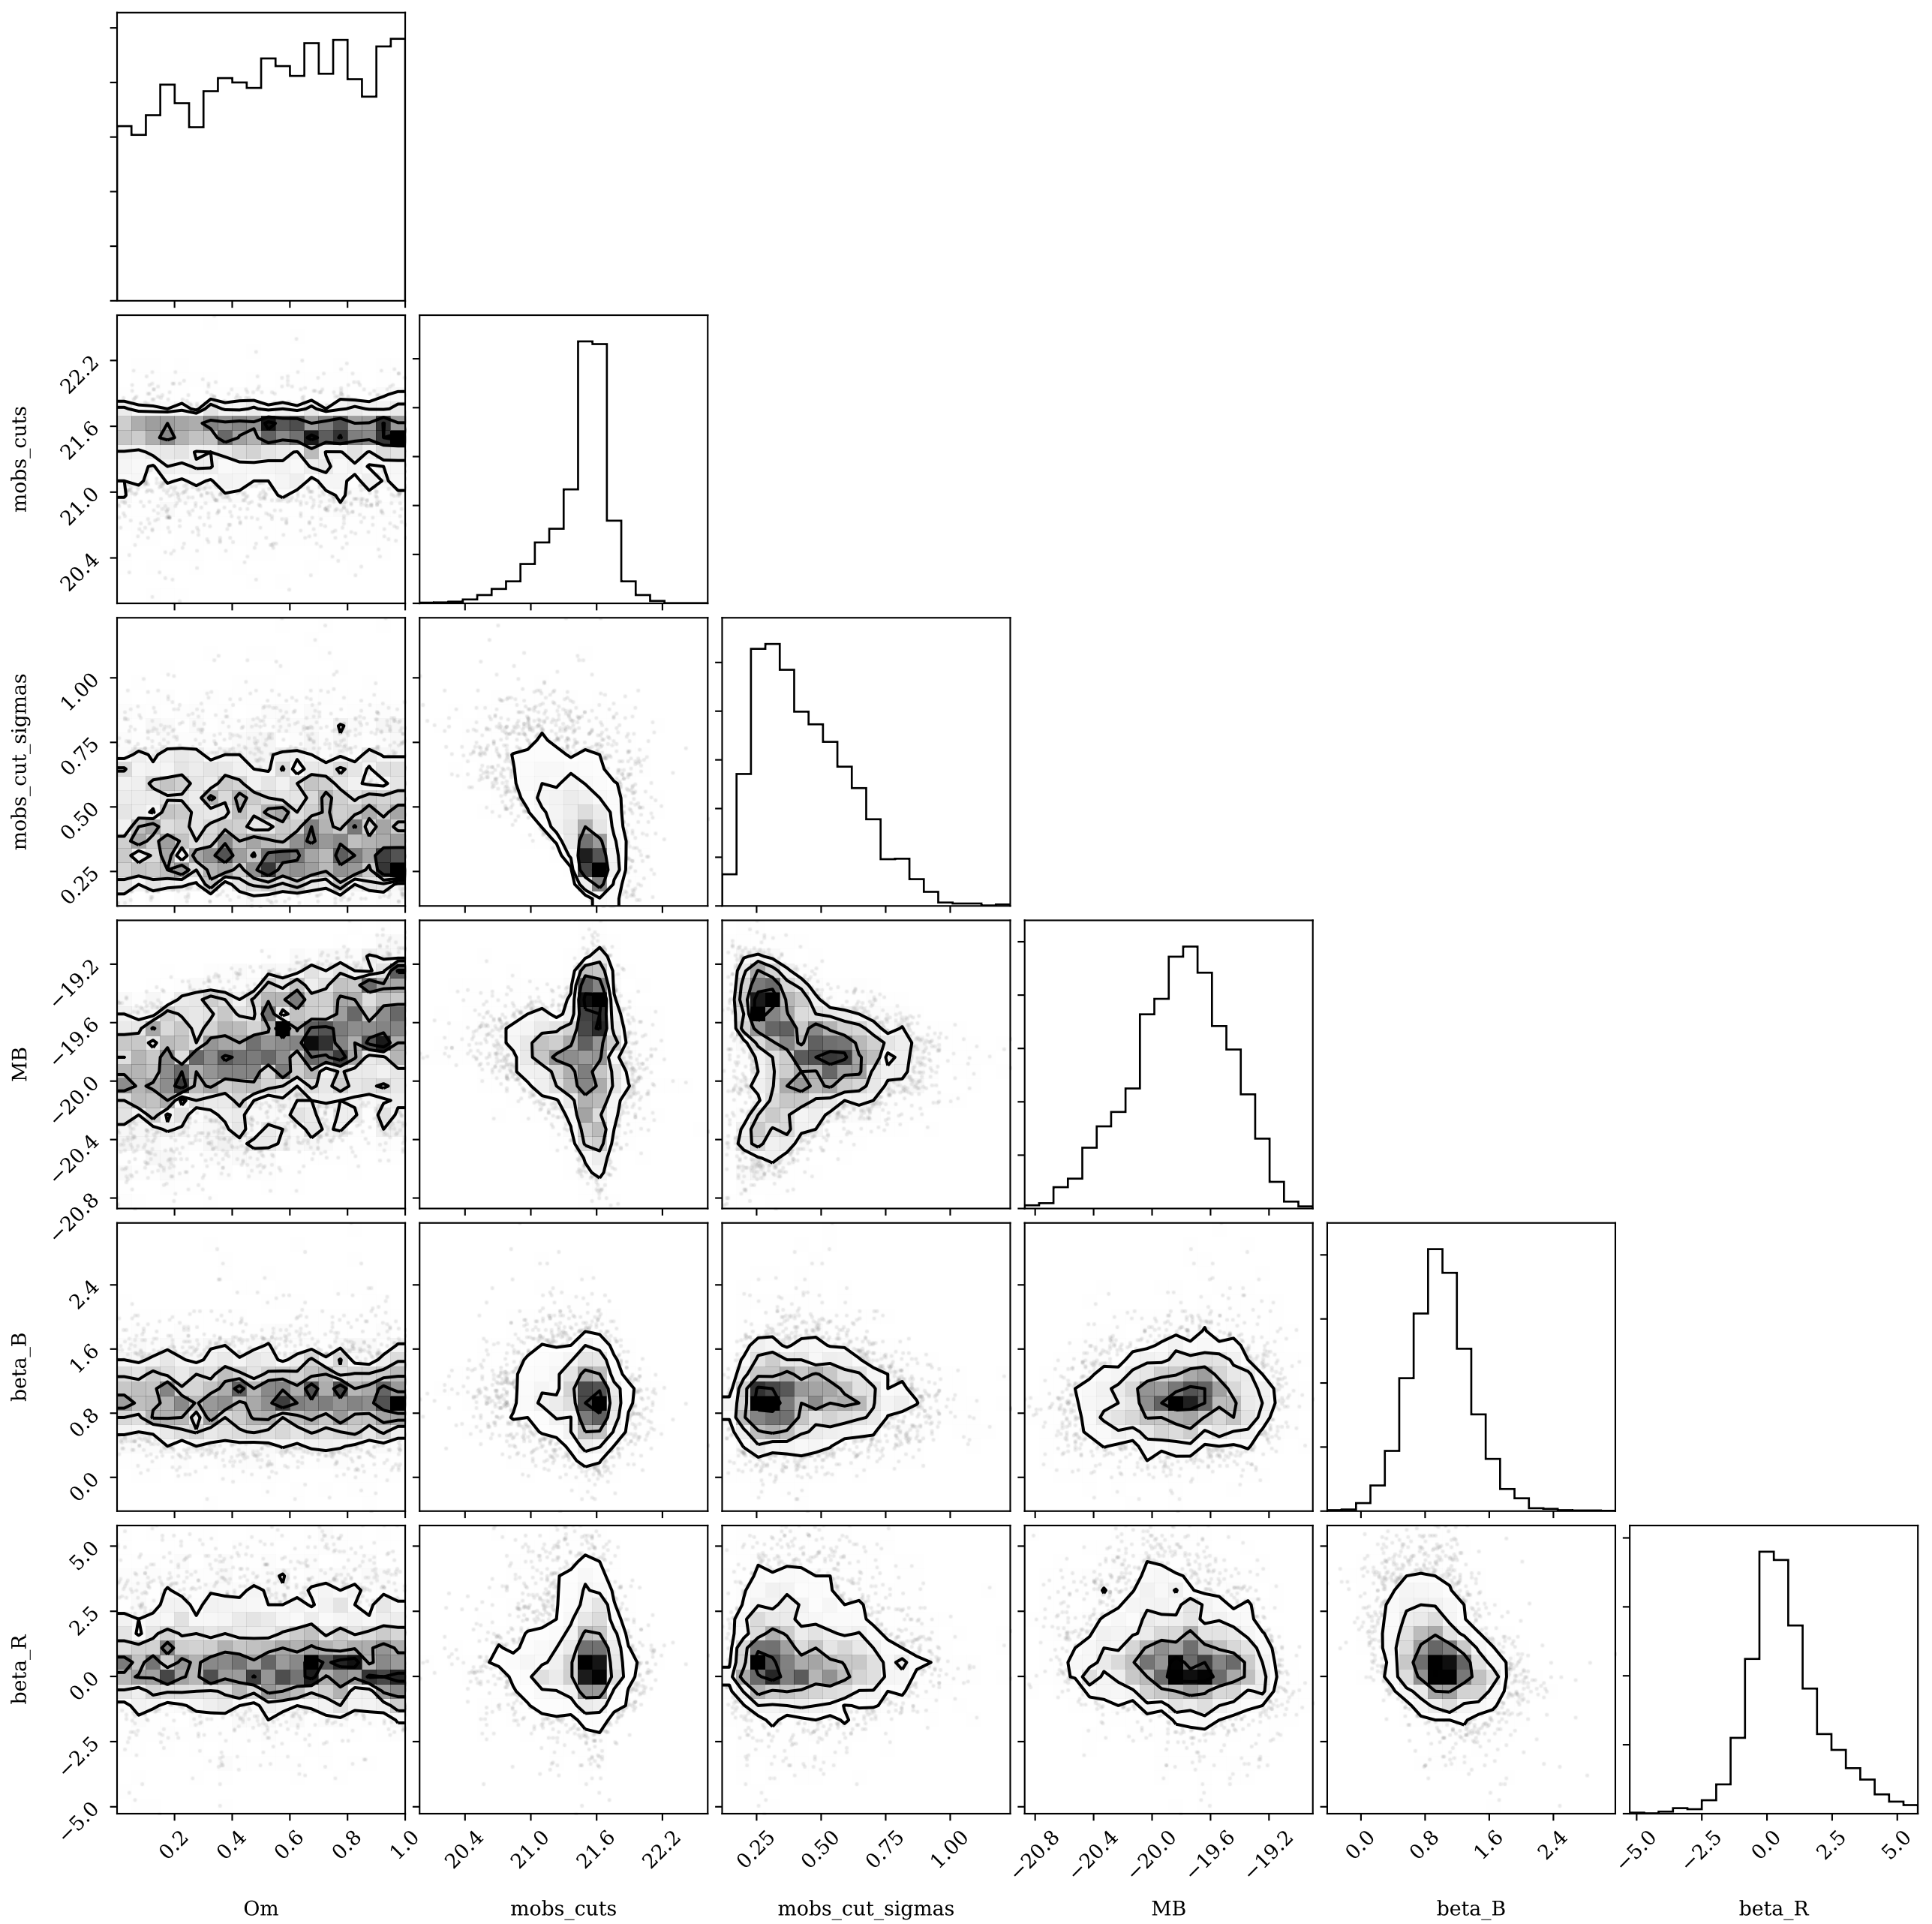 mobs_cuts
22.2
21.6
21.0
20.4
mobs_cut_sigmas
1.00
0.75
0.50
0.25
MB
−19.2
−19.6
−20.0
−20.4
−20.8
beta_B
2.4
1.6
0.8
0.0
beta_R
5.0
2.5
0.0
−2.5
−5.0
0.2 0.4 0.6 0.8 1.0
20.4 21.0 21.6 22.2
0.25 0.50 0.75 1.00
−20.8 −20.4 −20.0 −19.6 −19.2
0.0 0.8 1.6 2.4
−5.0 −2.5 0.0 2.5 5.0
Om
mobs_cuts
mobs_cut_sigmas
MB
beta_B
beta_R